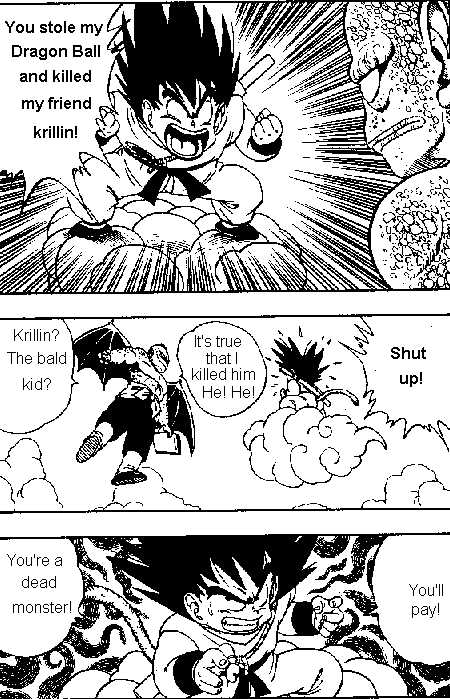 You stole my
Dragon Ball
and killed
my friend
krillin!
Krillin?
The bald
kid?
It's true
that I
killed him
He! He!
Shut
up!
You're a
dead
monster!
You'll
pay!